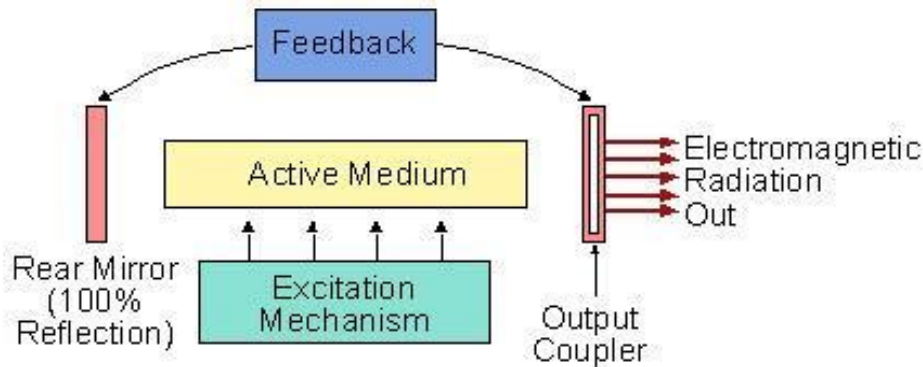 Feedback
Active Medium
Electromagnetic
Radiation
Out
Rear Mirror
(100%
Reflection)
Excitation
Mechanism
Output
Coupler